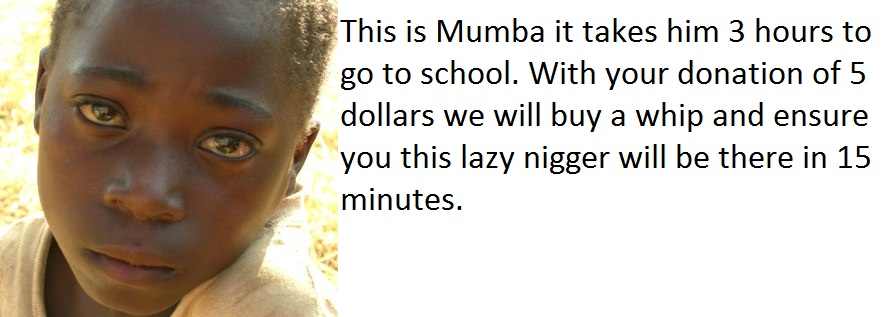 This is Mumba it takes him 3 hours to
go to school. With your donation of 5
dollars we will buy a whip and ensure
you this lazy nigger will be there in 15
minutes.